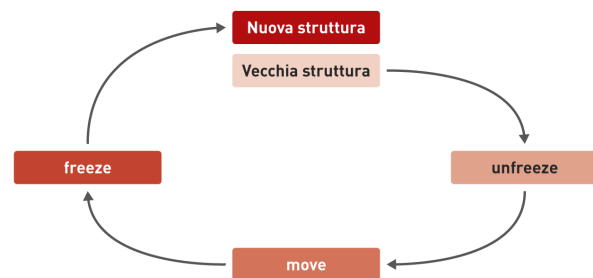 Nuova struttura
Vecchia struttura
freeze
unfreeze
move